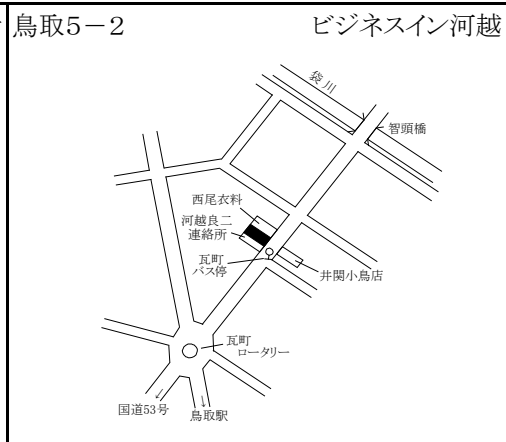 鳥取5－2
ビジネスイン河越
袋川
智頭橋
西尾衣料
河越良二
連絡所
瓦町
バス停
井関小鳥店
瓦町
ロータリー
国道53号
鳥取駅